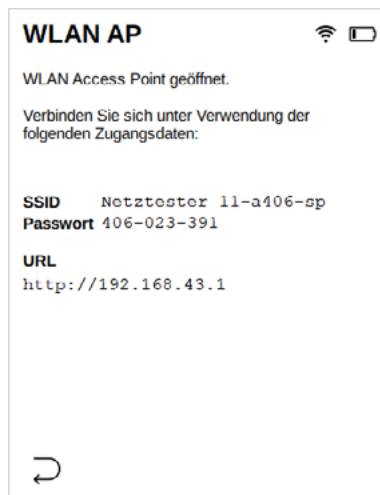 WLAN AP
WLAN Access Point geöffnet.
Verbinden Sie sich unter Verwendung der
folgenden Zugangsdaten:
SSID Netztester 11-a406-sp
Passwort 406-023-391
URL
http://192.168.43.1